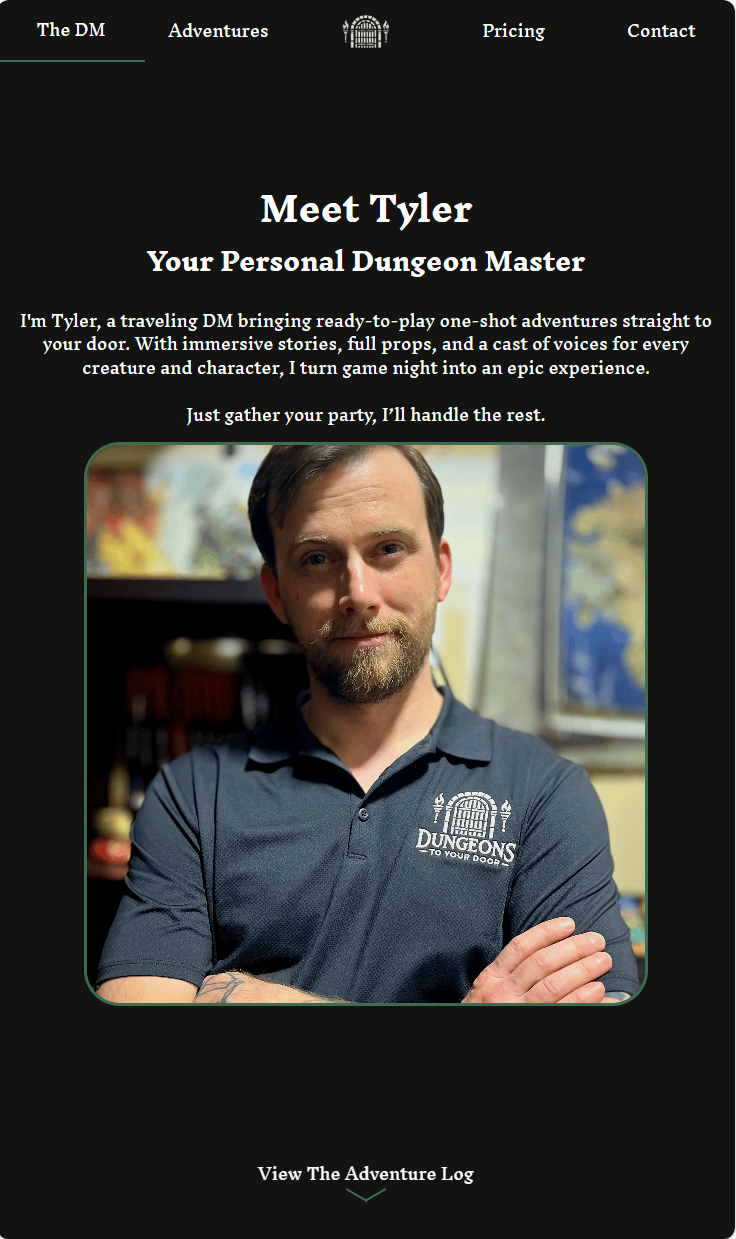 The DM
Adventures
Pricing
Contact
Meet Tyler
Your Personal Dungeon Master
I'm Tyler, a traveling DM bringing ready-to-play one-shot adventures straight to
your door. With immersive stories, full props, and a cast of voices for every
creature and character, I turn game night into an epic experience.
Just gather your party, I’ll handle the rest.
DUNGEONS
TO YOUR DOOR
View The Adventure Log